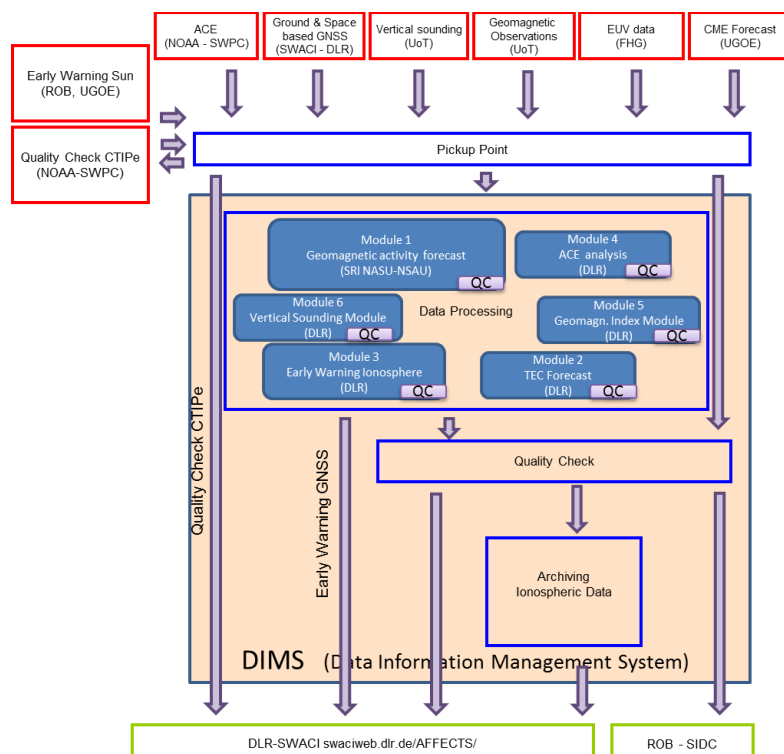 ACE
(NOAA - SWPC)
Ground & Space
based GNSS
(SWACI - DLR)
Vertical sounding
(UoT)
Geomagnetic
Observations
(UoT)
EUV data
(FHG)
CME Forecast
(UGOE)
Early Warning Sun
(ROB, UGOE)
Quality Check CTIPe
(NOAA-SWPC)
Pickup Point
Module 1
Geomagnetic activity forecast
(SRI NASU-NSAU)
QC
Module 4
ACE analysis
(DLR)
QC
Module 6
Vertical Sounding Module
(DLR)
QC
Data Processing
Module 5
Geomagn. Index Module
(DLR)
QC
Module 3
Early Warning Ionosphere
(DLR)
QC
Module 2
TEC Forecast
(DLR)
QC
Quality Check CTIPe
Early Warning GNSS
Quality Check
Archiving
Ionospheric Data
DIMS (Data Information Management System)
DLR-SWACI swaciweb.dlr.de/AFFECTS/
ROB - SIDC